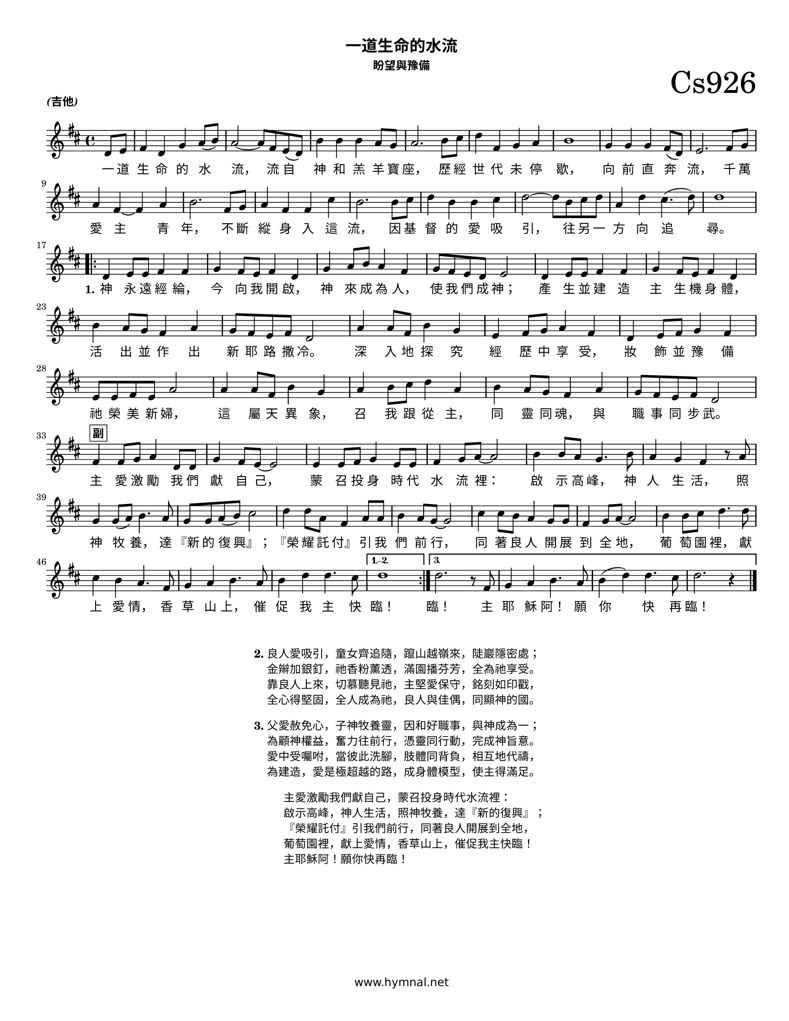 一道生命的水流
盼望與豫備
Cs926
(吉他)
一道 生 命 的 水 流， 流自 神 和 羔 羊寶座， 歷經 世 代 未 停 歇， 向 前 直 奔 流， 千萬
9
愛 主 青 年， 不斷 縱 身 入 這 流， 因基 督 的 愛 吸 引， 往另一 方 向 追 尋。
17
1. 神 永遠經綸， 今 向我開啟， 神 來成為人， 使我們成神； 產 生並建 造 主 生機身體，
23
活 出並作 出 新耶路撒冷。 深 入地探 究 經 歷中享受， 妝 飾並豫 備
28
祂榮美新婦， 這 屬天異 象， 召 我跟從 主， 同 靈同魂， 與 職事同步武。
33
副
主 愛激勵 我們 獻 自己， 蒙 召投身 時代 水 流裡： 啟 示高峰， 神 人 生 活， 照
39
神 牧養， 達『新的復興』；『榮耀託付』引我 們 前行， 同 著良人 開展 到 全地， 葡 萄園裡， 獻
46
上 愛情， 香 草 山上， 催 促 我 主 快 臨！ 臨！ 主 耶 穌阿！ 願 你 快 再臨！
1.-2.
3.
2. 良人愛吸引，童女齊追隨，躥山越嶺來，陡巖隱密處；
金辮加銀釘，祂香粉薰透，滿園播芬芳，全為祂享受。
靠良人上來，切慕聽見祂，主堅愛保守，銘刻如印戳，
全心得堅固，全人成為祂，良人與佳偶，同顯神的國。
3. 父愛赦免心，子神牧養靈，因和好職事，與神成為一；
為顧神權益，奮力往前行，憑靈同行動，完成神旨意。
愛中受囑咐，當彼此洗腳，肢體同背負，相互地代禱，
為建造，愛是極超越的路，成身體模型，使主得滿足。
主愛激勵我們獻自己，蒙召投身時代水流裡：
啟示高峰，神人生活，照神牧養，達『新的復興』；
『榮耀託付』引我們前行，同著良人開展到全地，
葡萄園裡，獻上愛情，香草山上，催促我主快臨！
主耶穌阿！願你快再臨！
www.hymnal.net